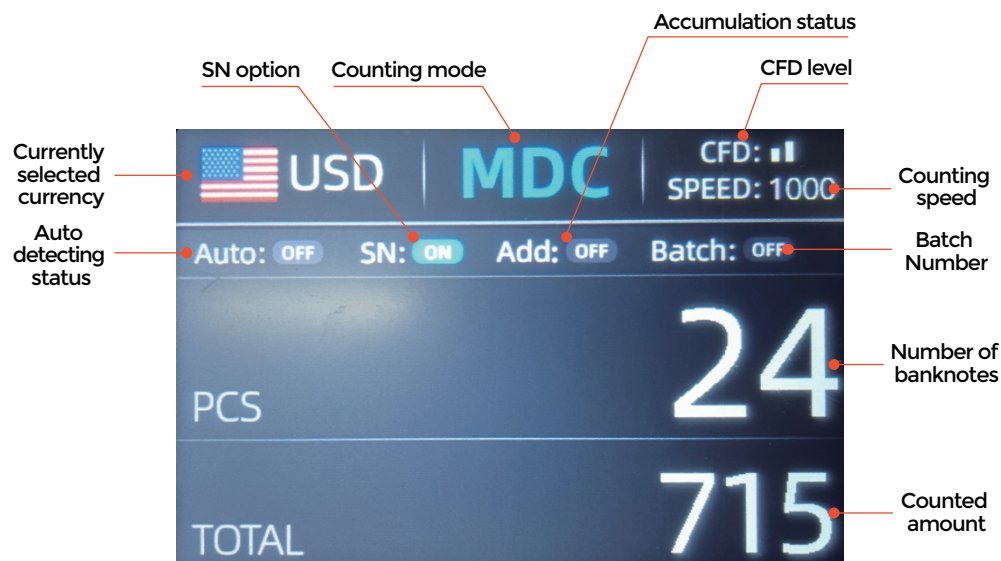 Accumulation status
SN option
Counting mode
CFD level
Currently
selected
currency
USD
MDC
CFD:
SPEED: 1000
Counting
speed
Auto
detecting
status
Auto: OFF
SN: ON
Add: OFF
Batch: OFF
Batch
Number
24
PCS
Number of
banknotes
715
TOTAL
Counted
amount